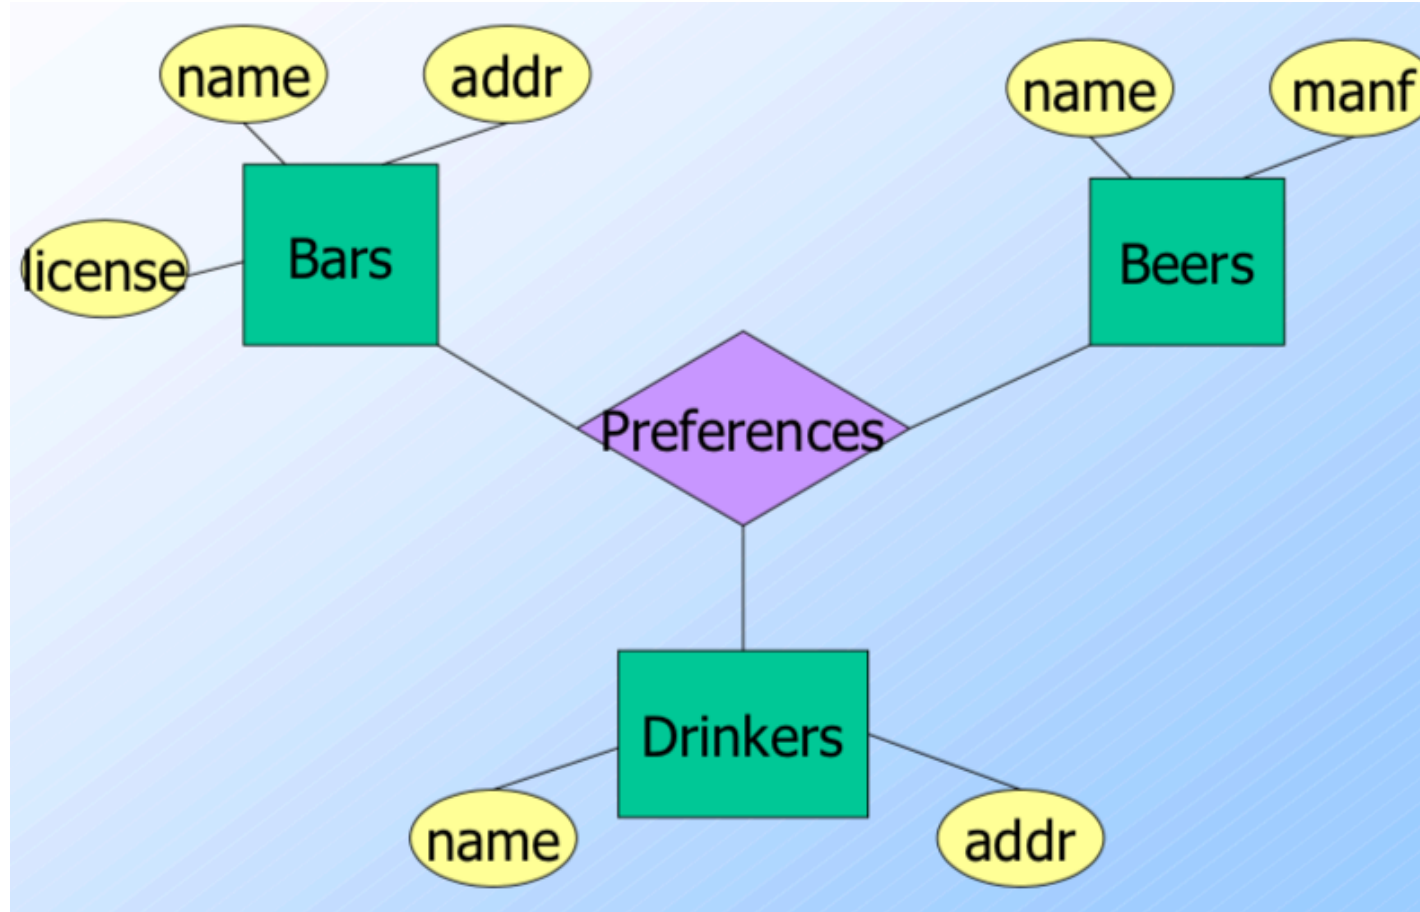 name
addr
name
manf
license
Bars
Beers
Preferences
Drinkers
name
addr